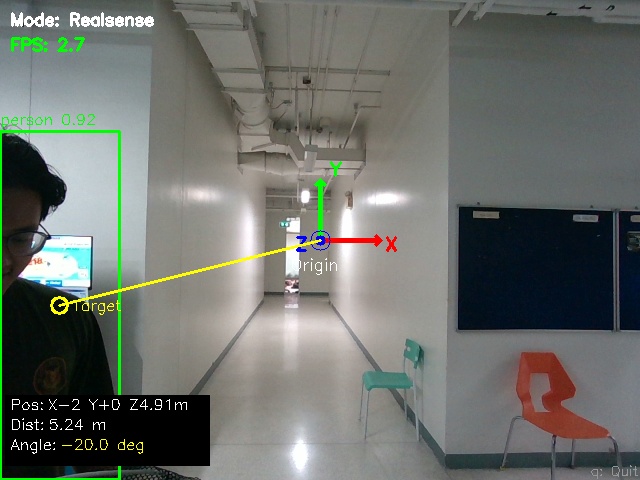 Mode: Realsense
FPS: 2.7
person 0.92
Y
Z
X
Origin
Target
Pos: X-2 Y+0 Z4.91m
Dist: 5.24 m
Angle: -20.0 deg
q: Quit